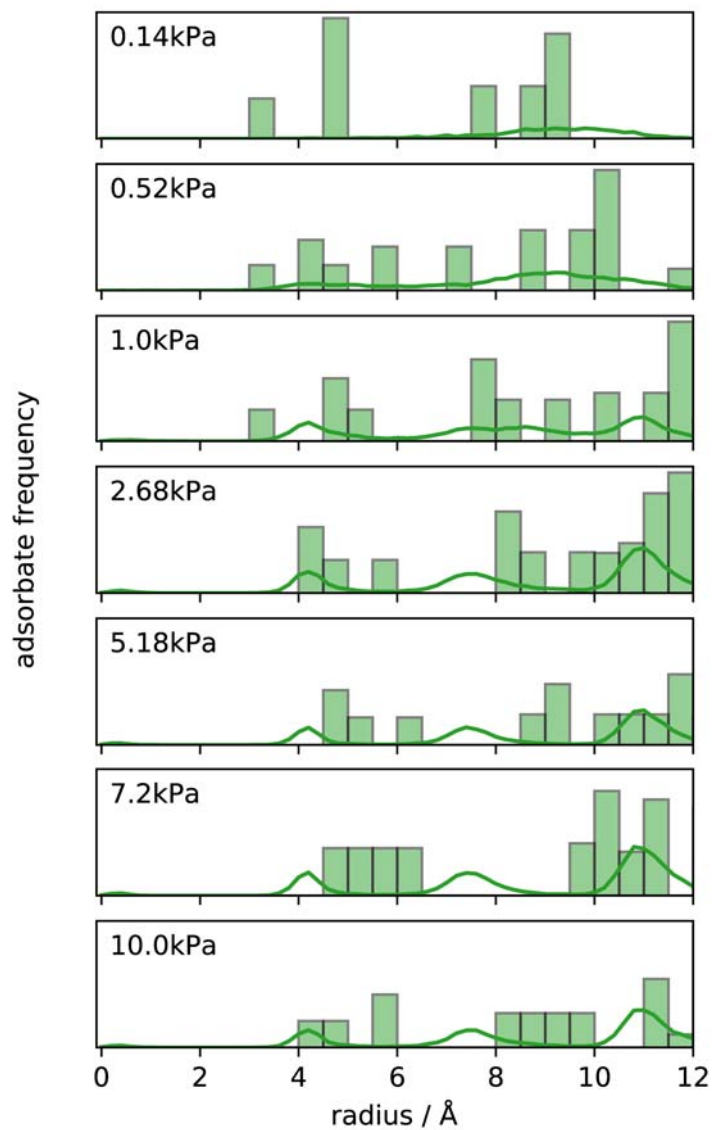 0.14kPa
0.52kPa
1.0kPa
2.68kPa
5.18kPa
7.2kPa
10.0kPa
adsorbate frequency
0 2 4 6 8 10 12
radius / Å